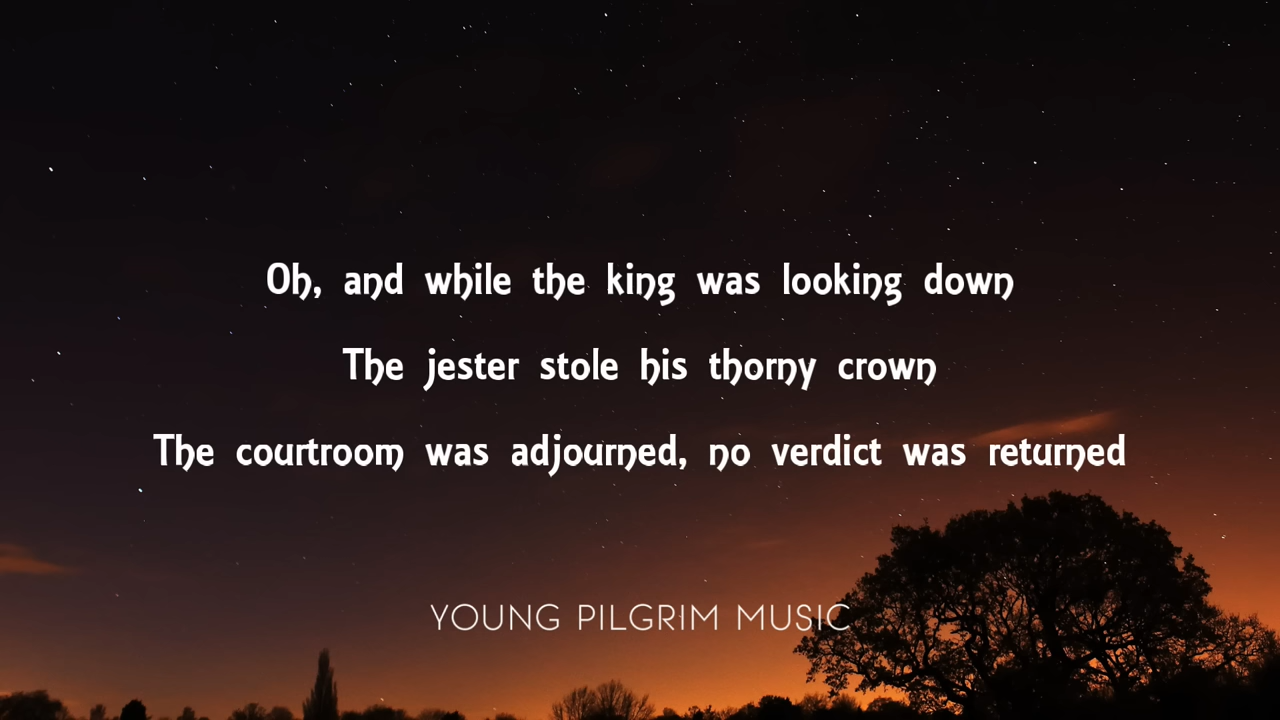 Oh, and while the king was looking down
The jester stole his thorny crown
The courtroom was adjourned, no verdict was returned
YOUNG PILGRIM MUSIC